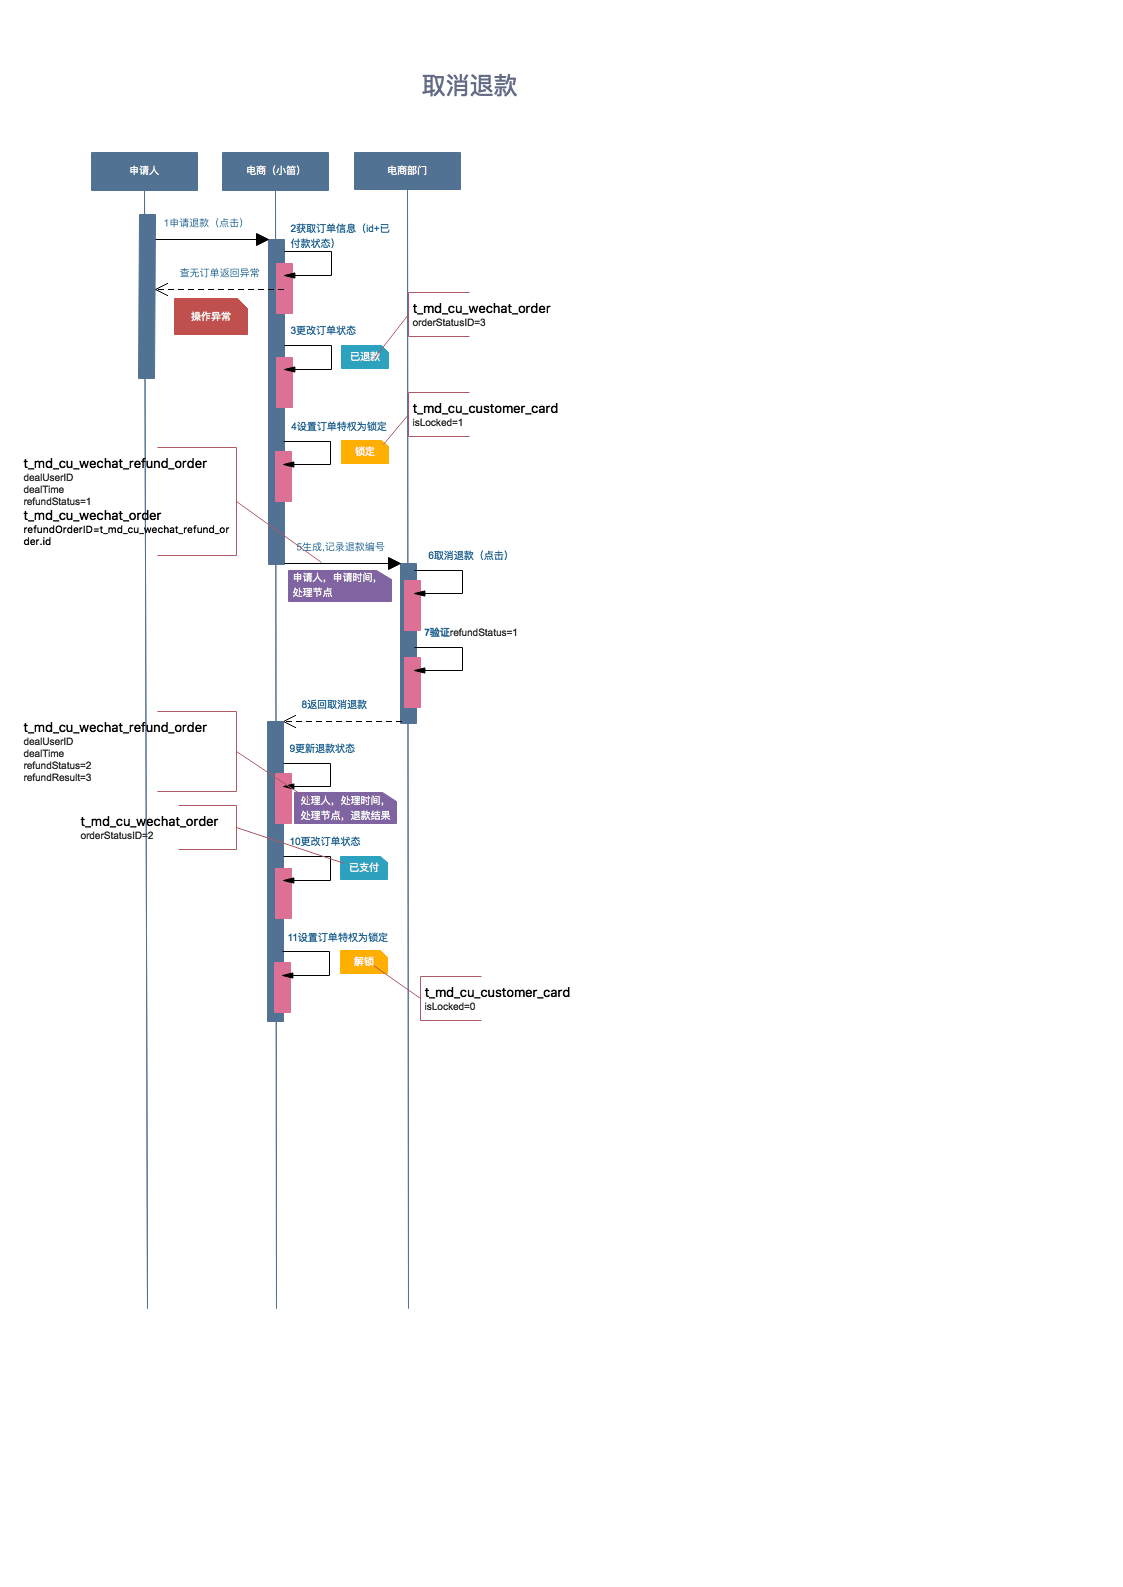 取消退款
申请人
电商（小笛）
电商部门
1申请退款（点击）
2获取订单信息（id+已
付款状态）
查无订单返回异常
操作异常
t_md_cu_wechat_order
orderStatusID=3
3更改订单状态
已退款
t_md_cu_customer_card
isLocked=1
4设置订单特权为锁定
锁定
t_md_cu_wechat_refund_order
dealUserID
dealTime
refundStatus=1
t_md_cu_wechat_order
refundOrderID=t_md_cu_wechat_refund_or
der.id
5生成,记录退款编号
申请人，申请时间，
处理节点
6取消退款（点击）
7验证refundStatus=1
8返回取消退款
t_md_cu_wechat_refund_order
dealUserID
dealTime
refundStatus=2
refundResult=3
9更新退款状态
处理人，处理时间，
处理节点，退款结果
t_md_cu_wechat_order
orderStatusID=2
10更改订单状态
已支付
11设置订单特权为锁定
解锁
t_md_cu_customer_card
isLocked=0